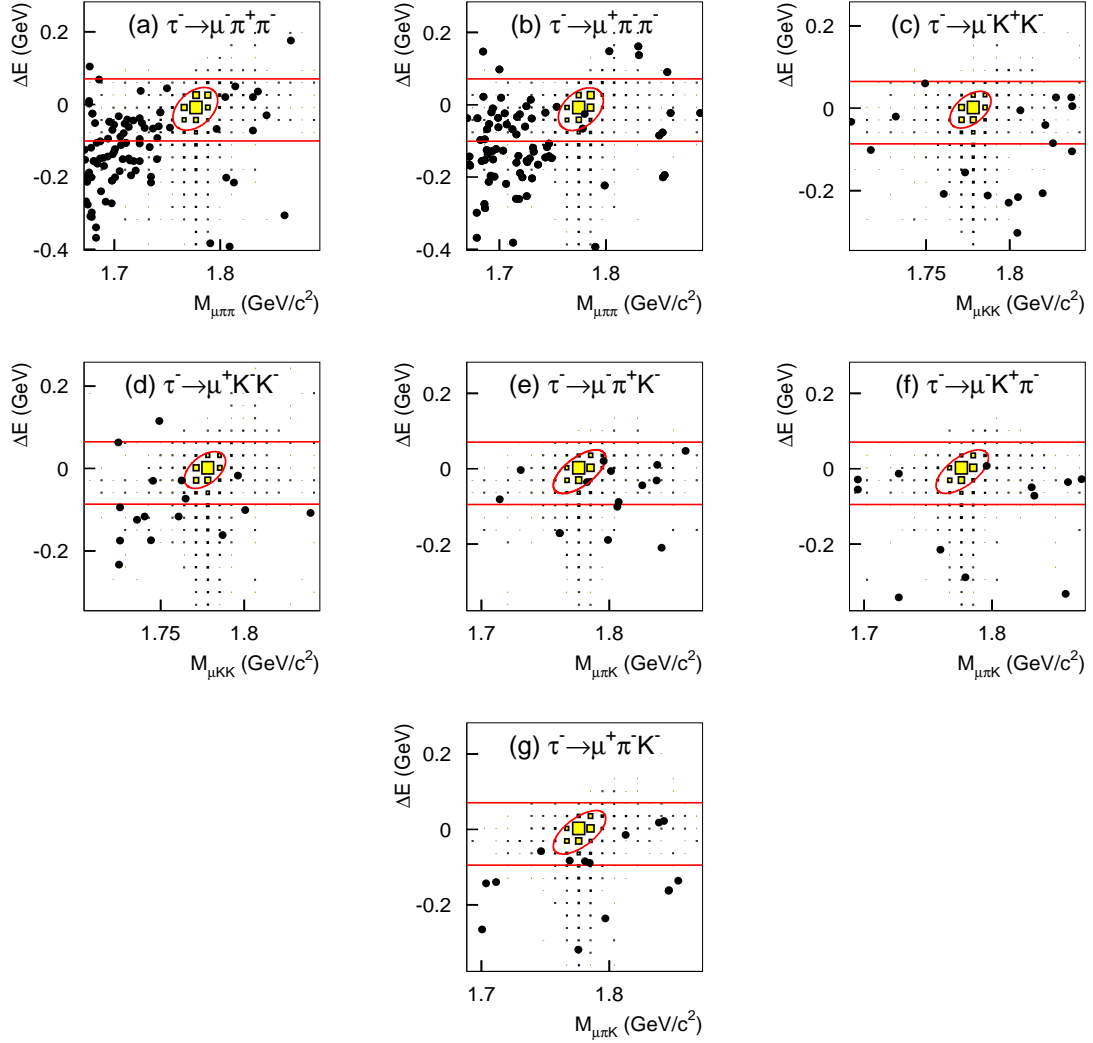 (a) τ⁻→μ⁻π⁺π⁻
ΔE (GeV)
0.2
0
-0.2
-0.4
1.7 1.8
M_μππ (GeV/c²)
(b) τ⁻→μ⁺π⁻π⁻
ΔE (GeV)
0.2
0
-0.2
-0.4
1.7 1.8
M_μππ (GeV/c²)
(c) τ⁻→μ⁻K⁺K⁻
ΔE (GeV)
0.2
0
-0.2
1.75 1.8
M_μKK (GeV/c²)
(d) τ⁻→μ⁺K⁻K⁻
ΔE (GeV)
0.2
0
-0.2
1.75 1.8
M_μKK (GeV/c²)
(e) τ⁻→μ⁻π⁺K⁻
ΔE (GeV)
0.2
0
-0.2
1.7 1.8
M_μπK (GeV/c²)
(f) τ⁻→μ⁻K⁺π⁻
ΔE (GeV)
0.2
0
-0.2
1.7 1.8
M_μπK (GeV/c²)
(g) τ⁻→μ⁺π⁻K⁻
ΔE (GeV)
0.2
0
-0.2
1.7 1.8
M_μπK (GeV/c²)